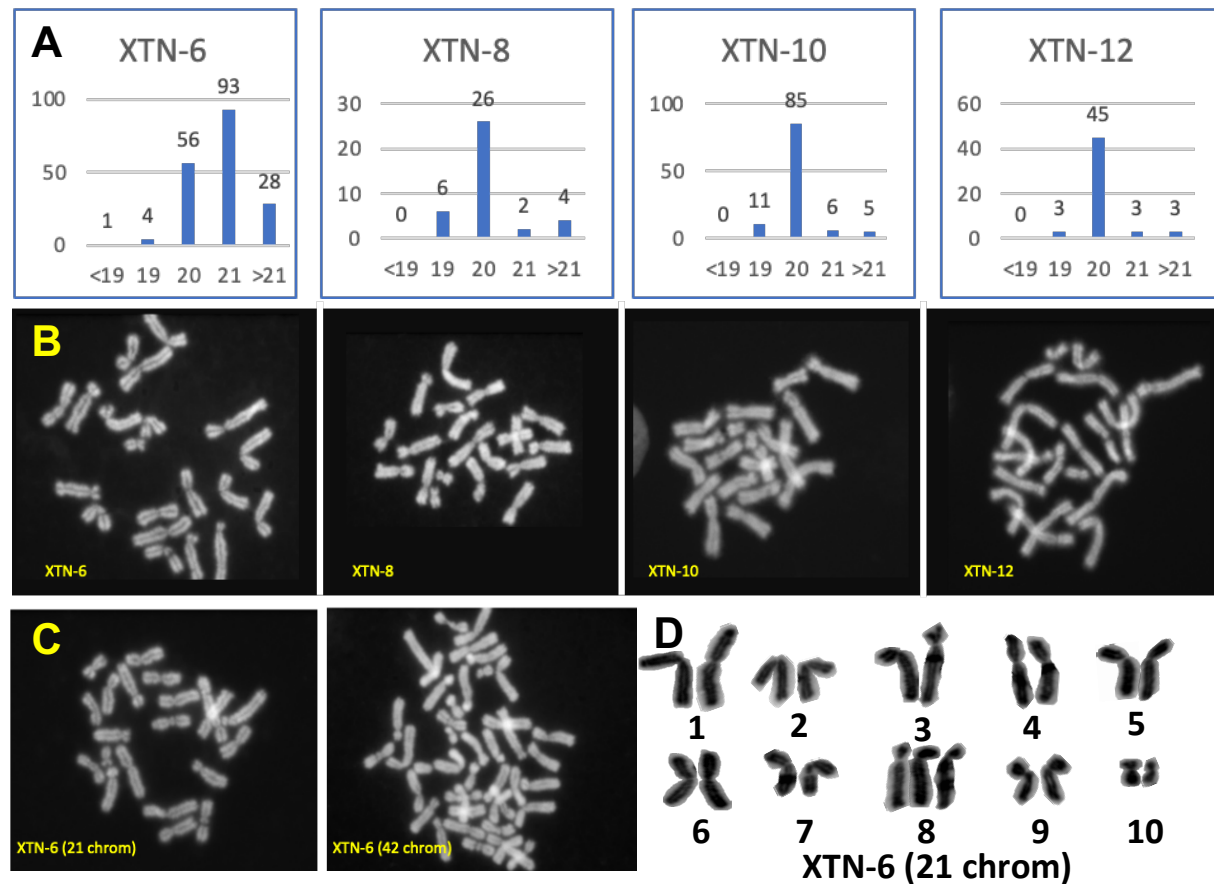 A
XTN-6
100
50
0
1
4
56
93
28
<19 19 20 21 >21
XTN-8
30
20
10
0
0
6
26
2
4
<19 19 20 21 >21
XTN-10
100
50
0
0
11
85
6
5
<19 19 20 21 >21
XTN-12
60
40
20
0
0
3
45
3
3
<19 19 20 21 >21
B
XTN-6
XTN-8
XTN-10
XTN-12
C
XTN-6 (21 chrom)
XTN-6 (42 chrom)
D
1 2 3 4 5
6 7 8 9 10
XTN-6 (21 chrom)